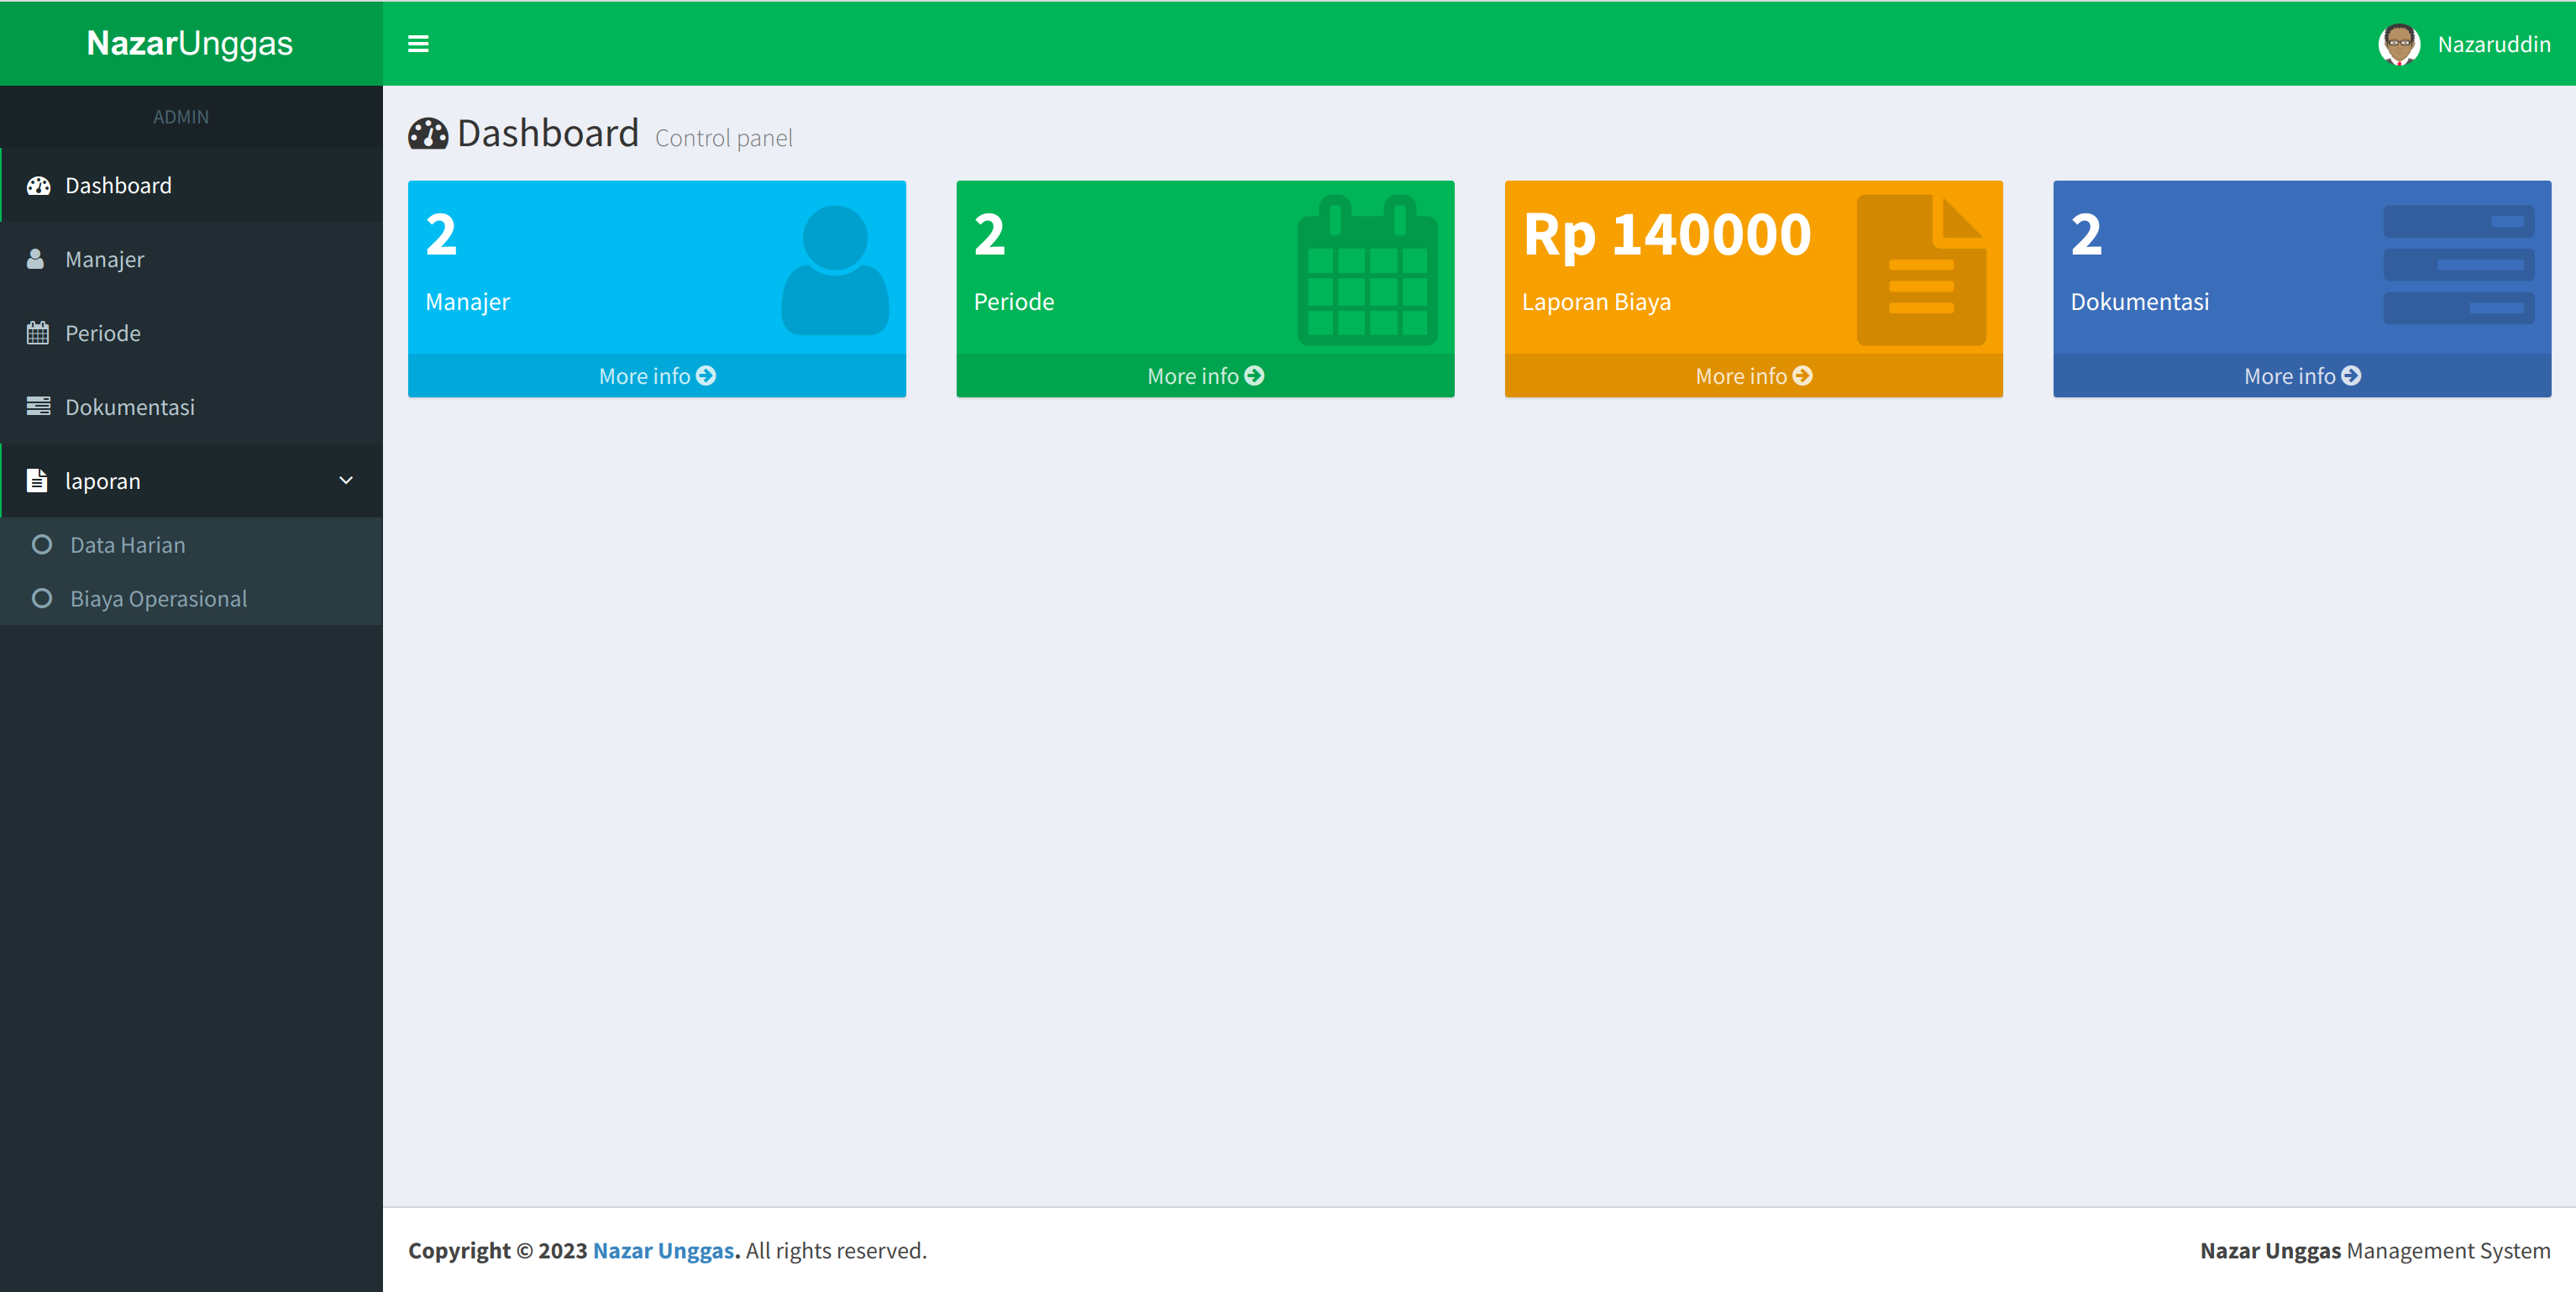 NazarUnggas
Nazaruddin
ADMIN
Dashboard
Manajer
Periode
Dokumentasi
laporan
Data Harian
Biaya Operasional
Dashboard Control panel
2
Manajer
More info
2
Periode
More info
Rp 140000
Laporan Biaya
More info
2
Dokumentasi
More info
Copyright © 2023 Nazar Unggas. All rights reserved.
Nazar Unggas Management System